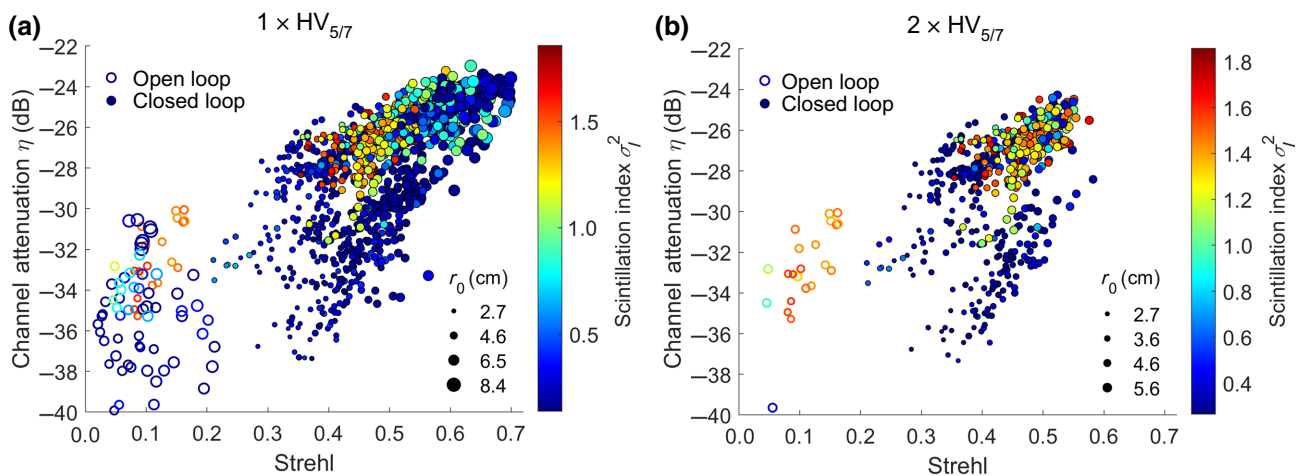 (a)
1 × HV5/7
Channel attenuation η (dB)
−22
−24
−26
−28
−30
−32
−34
−36
−38
−40
Open loop
Closed loop
r0 (cm)
2.7
4.6
6.5
8.4
0.0 0.1 0.2 0.3 0.4 0.5 0.6 0.7
Strehl
1.5
1.0
0.5
Scintillation index σI2
(b)
2 × HV5/7
Channel attenuation η (dB)
−22
−24
−26
−28
−30
−32
−34
−36
−38
−40
Open loop
Closed loop
r0 (cm)
2.7
3.6
4.6
5.6
0.0 0.1 0.2 0.3 0.4 0.5 0.6 0.7
Strehl
1.8
1.6
1.4
1.2
1.0
0.8
0.6
0.4
Scintillation index σI2